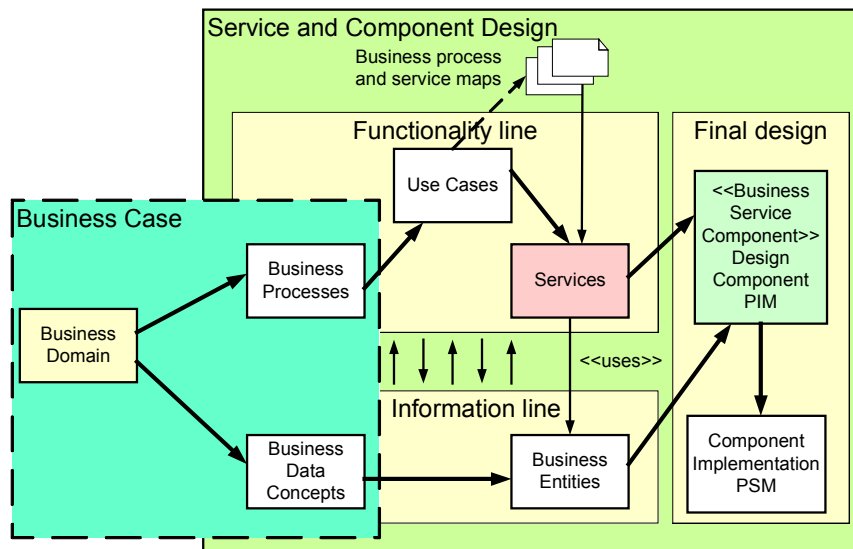 Service and Component Design
Business process
and service maps
Functionality line
Final design
Use Cases
<<Business
Service
Component>>
Design
Component
PIM
Business Case
Business
Processes
Services
Business
Domain
<<uses>>
Information line
Business
Data
Concepts
Business
Entities
Component
Implementation
PSM